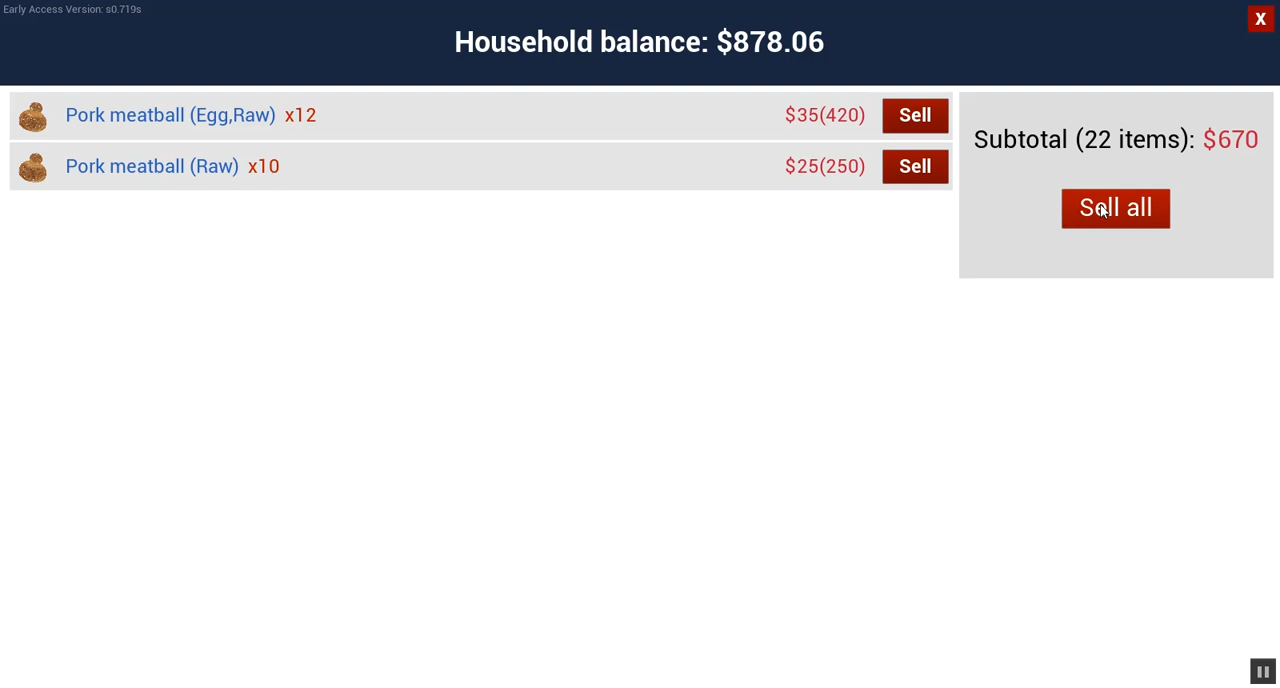 Early Access Version: s0.719s
X
Household balance: $878.06
Pork meatball (Egg,Raw) x12 $35(420) Sell
Pork meatball (Raw) x10 $25(250) Sell
Subtotal (22 items): $670
Sell all